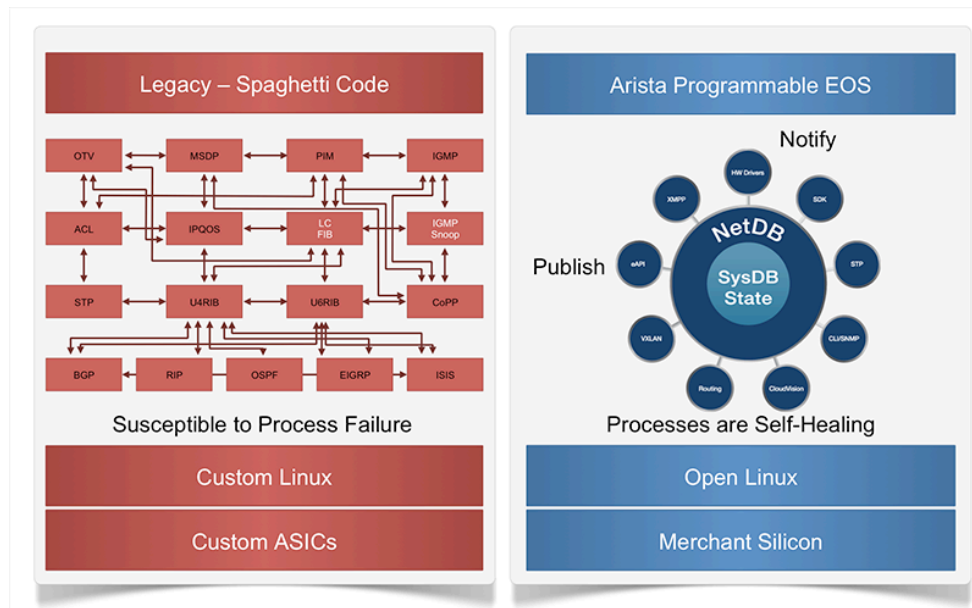 Legacy – Spaghetti Code
OTV
MSDP
PIM
IGMP
ACL
IPQOS
LC
FIB
IGMP
Snoop
STP
U4RIB
U6RIB
CoPP
BGP
RIP
OSPF
EIGRP
ISIS
Susceptible to Process Failure
Custom Linux
Custom ASICs
Arista Programmable EOS
Notify
HW Drivers
XMPP
SDK
NetDB
Publish
eAPI
SysDB
State
STP
VXLAN
CLI/SNMP
Routing
CloudVision
Processes are Self-Healing
Open Linux
Merchant Silicon